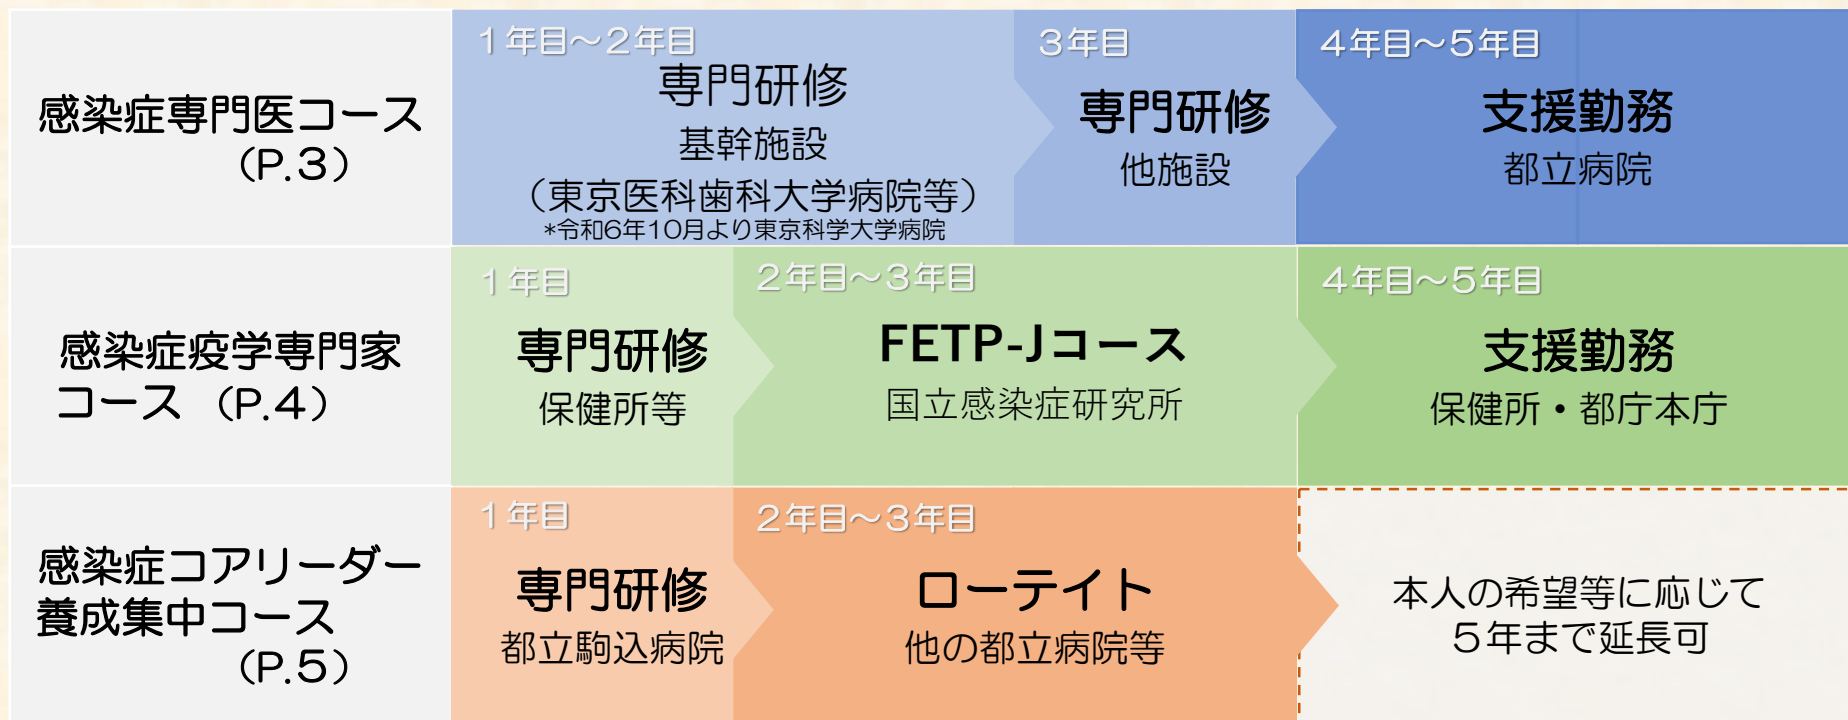 感染症専門医コース
（P.3）
１年目～２年目
専門研修
基幹施設
（東京医科歯科大学病院等）
*令和6年10月より東京科学大学病院
３年目
専門研修
他施設
４年目～５年目
支援勤務
都立病院
感染症疫学専門家
コース （P.4）
１年目
専門研修
保健所等
２年目～３年目
FETP-Jコース
国立感染症研究所
４年目～５年目
支援勤務
保健所・都庁本庁
感染症コアリーダー
養成集中コース
（P.5）
１年目
専門研修
都立駒込病院
２年目～３年目
ローテイト
他の都立病院等
本人の希望等に応じて
５年まで延長可